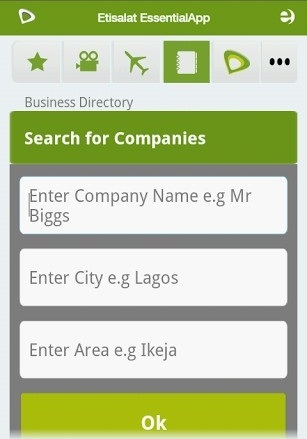 Etisalat EssentialApp
Business Directory
Search for Companies
Enter Company Name e.g Mr
Biggs
Enter City e.g Lagos
Enter Area e.g Ikeja
Ok